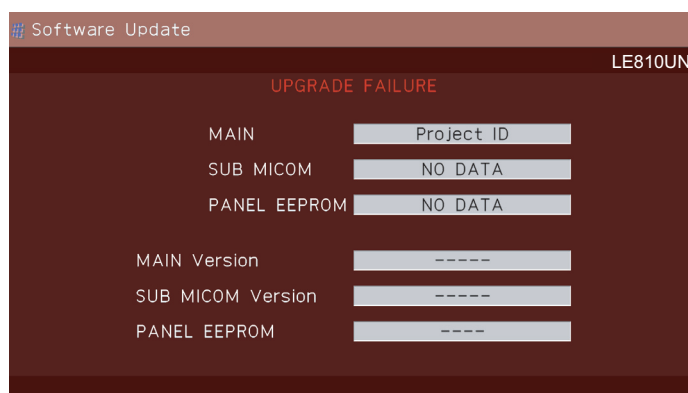 # Software Update
LE810UN
UPGRADE FAILURE
MAIN Project ID
SUB MICOM NO DATA
PANEL EEPROM NO DATA
MAIN Version -----
SUB MICOM Version -----
PANEL EEPROM ----